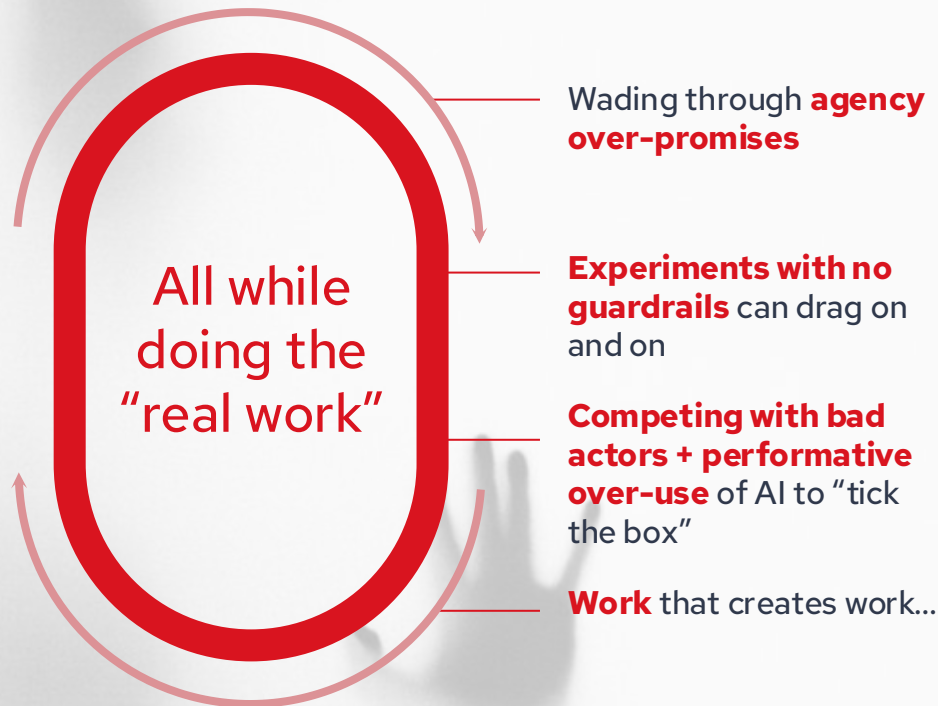 All while
doing the
“real work”
Wading through agency
over-promises
Experiments with no
guardrails can drag on
and on
Competing with bad
actors + performative
over-use of AI to “tick
the box”
Work that creates work...